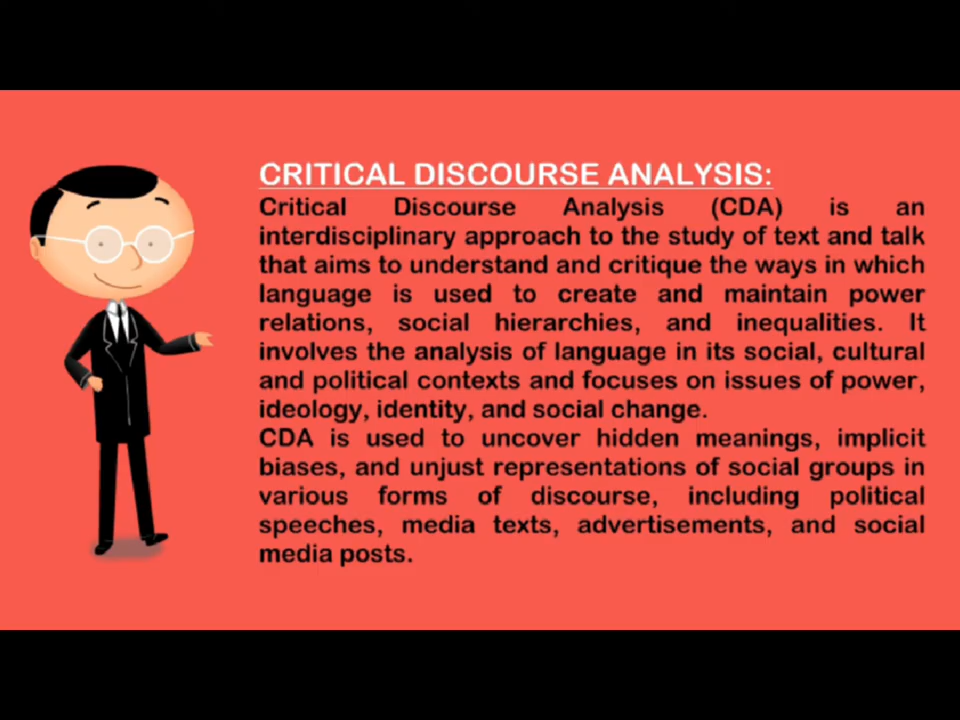 CRITICAL DISCOURSE ANALYSIS:
Critical Discourse Analysis (CDA) is an
interdisciplinary approach to the study of text and talk
that aims to understand and critique the ways in which
language is used to create and maintain power
relations, social hierarchies, and inequalities. It
involves the analysis of language in its social, cultural
and political contexts and focuses on issues of power,
ideology, identity, and social change.
CDA is used to uncover hidden meanings, implicit
biases, and unjust representations of social groups in
various forms of discourse, including political
speeches, media texts, advertisements, and social
media posts.